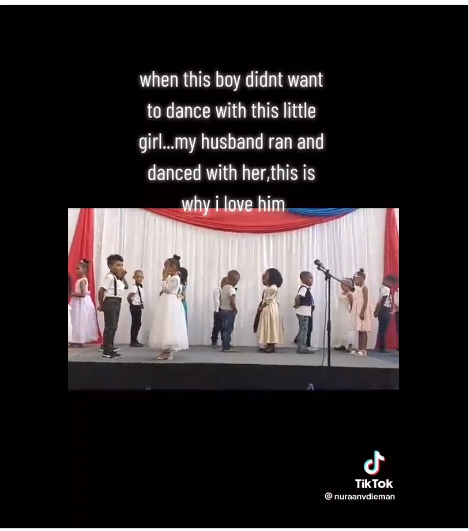 when this boy didnt want
to dance with this little
girl...my husband ran and
danced with her,this is
why i love him
TikTok
@ nuraanvdieman